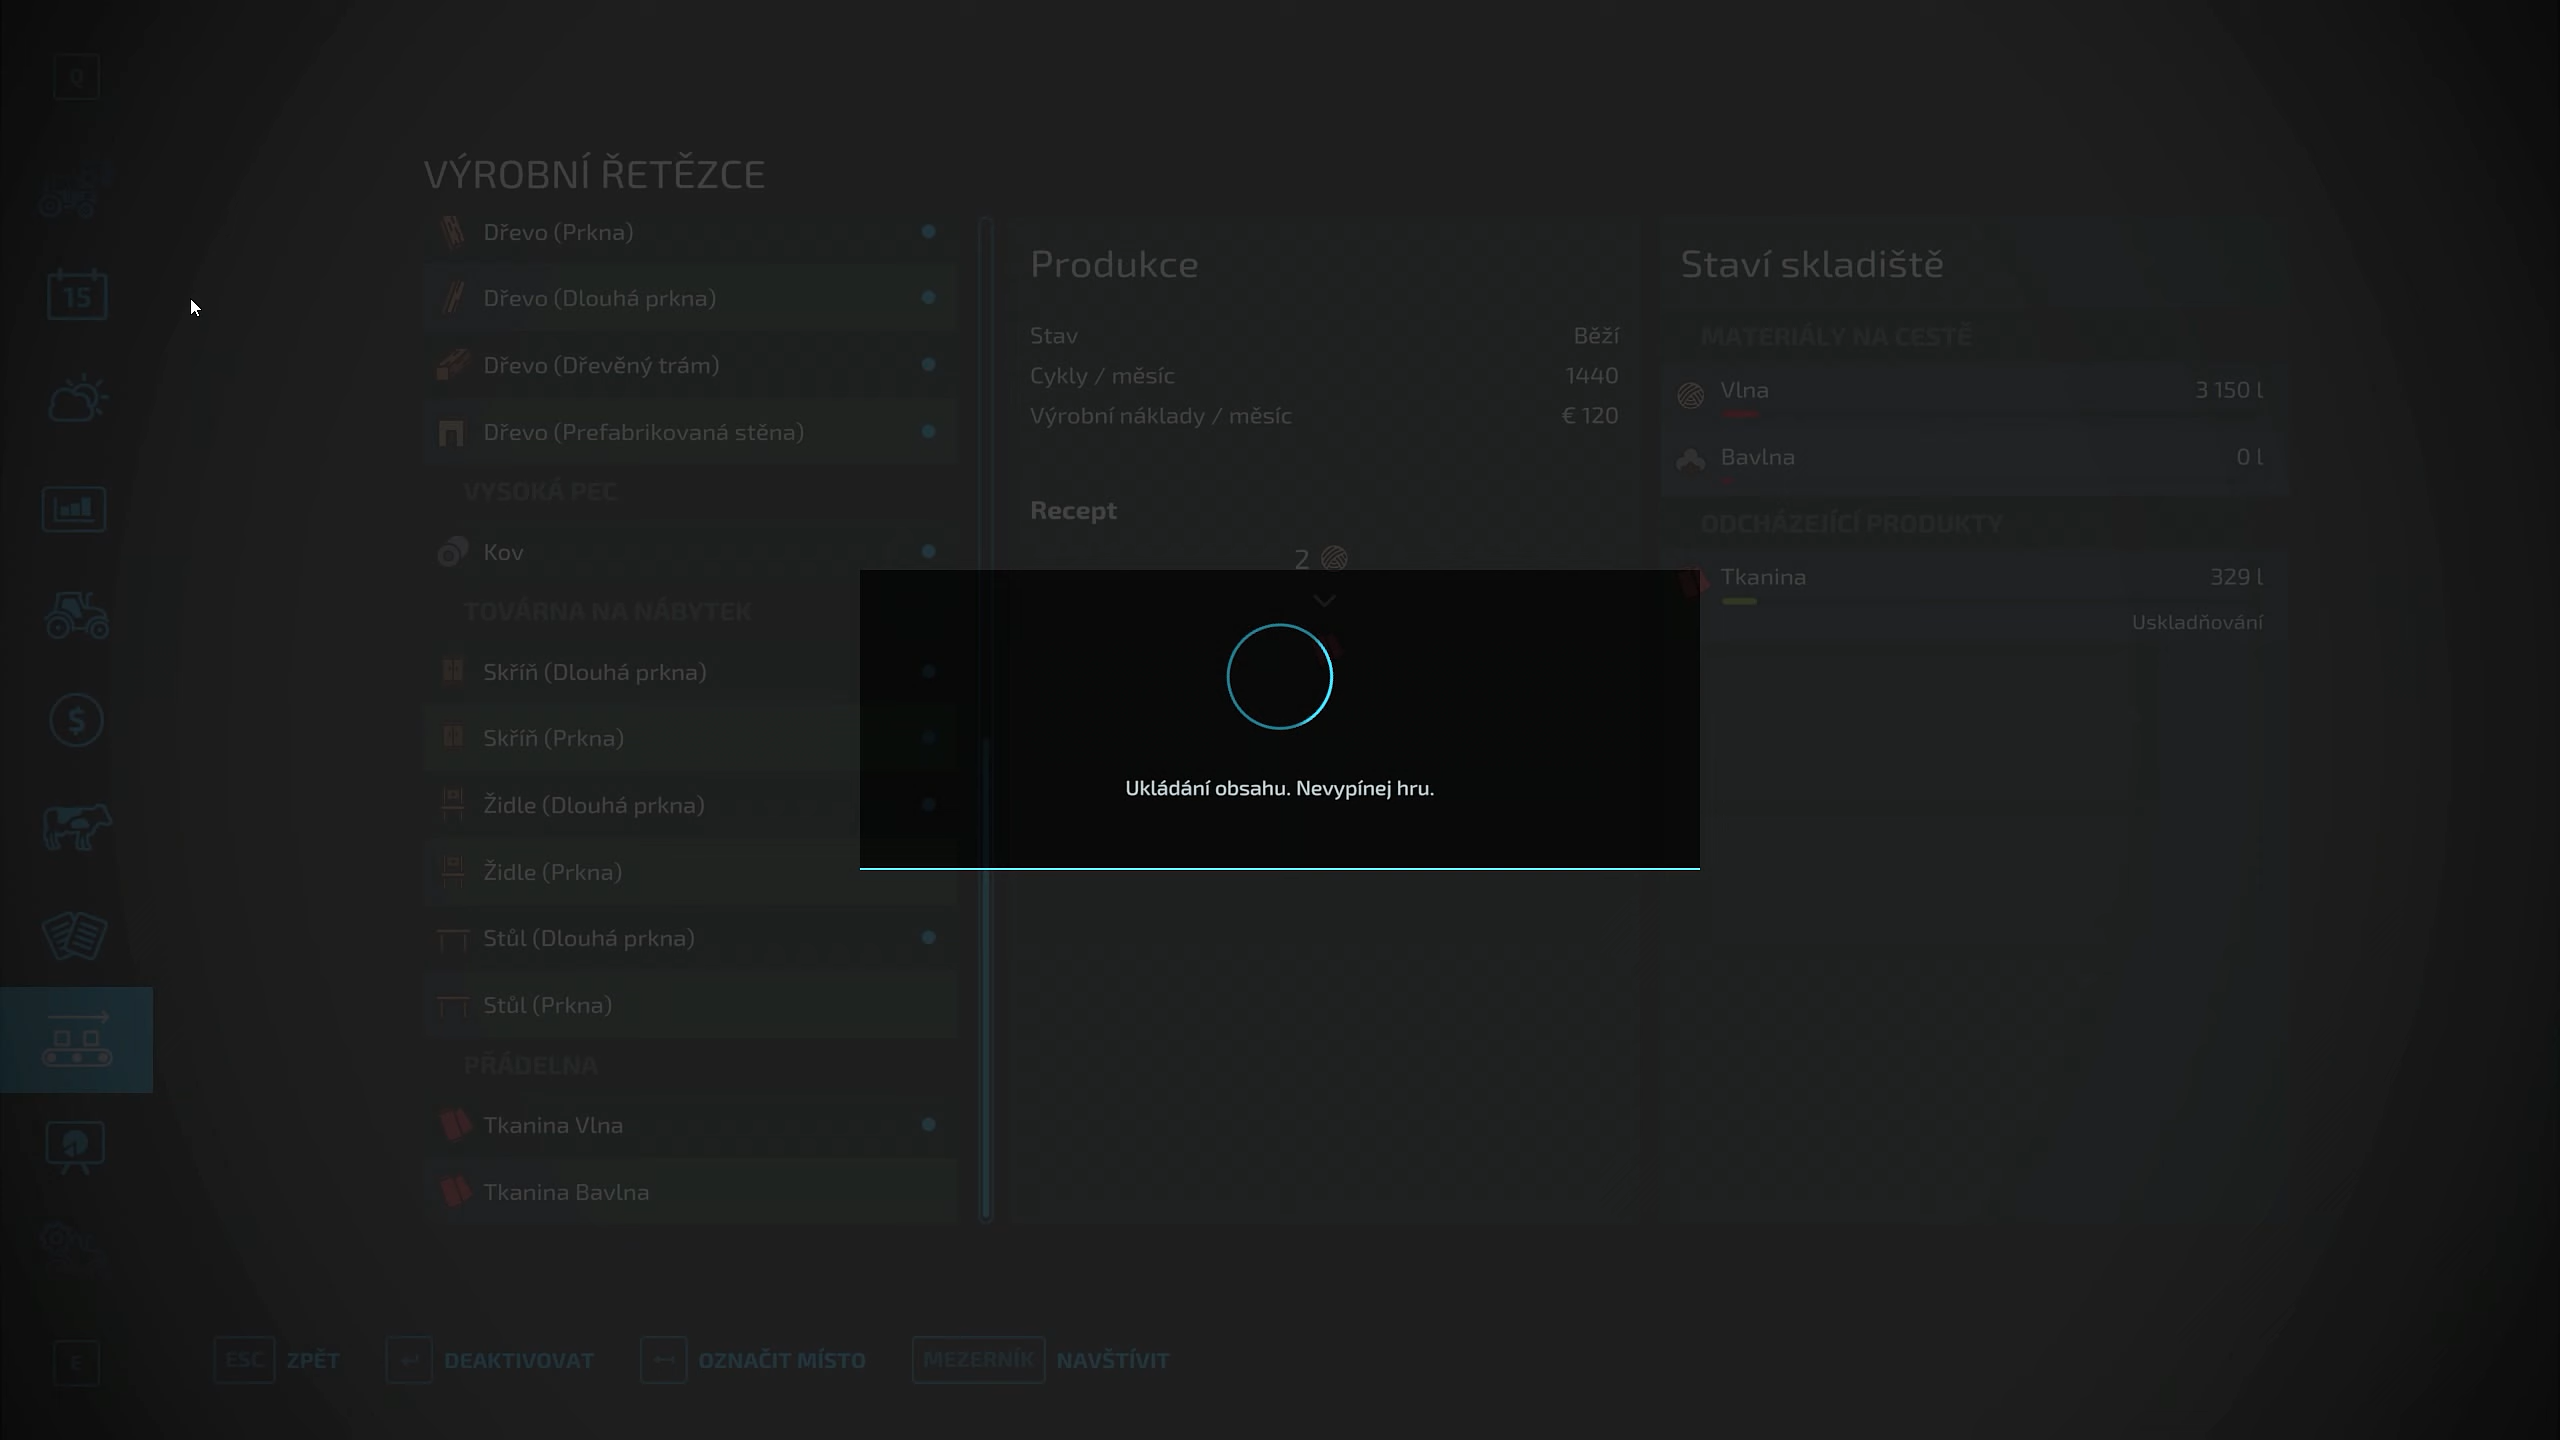 Q
VÝROBNÍ ŘETĚZCE
15
Dřevo (Prkna)
Dřevo (Dlouhá prkna)
Dřevo (Dřevěný trám)
Dřevo (Prefabrikovaná stěna)
VYSOKÁ PEC
Kov
TOVÁRNA NA NÁBYTEK
Skříň (Dlouhá prkna)
Skříň (Prkna)
Židle (Dlouhá prkna)
Židle (Prkna)
Stůl (Dlouhá prkna)
Stůl (Prkna)
PŘÁDELNA
Tkanina Vlna
Tkanina Bavlna
Produkce
Stav Běží
Cykly / měsíc 1440
Výrobní náklady / měsíc € 120
Recept
2
Ukládání obsahu. Nevypínej hru.
Staví skladiště
MATERIÁLY NA CESTĚ
Vlna 3 150 l
Bavlna 0 l
ODCHÁZEJÍCÍ PRODUKTY
Tkanina 329 l
Uskladňování
E
ESC ZPĚT DEAKTIVOVAT OZNAČIT MÍSTO MEZERNÍK NAVŠTÍVIT